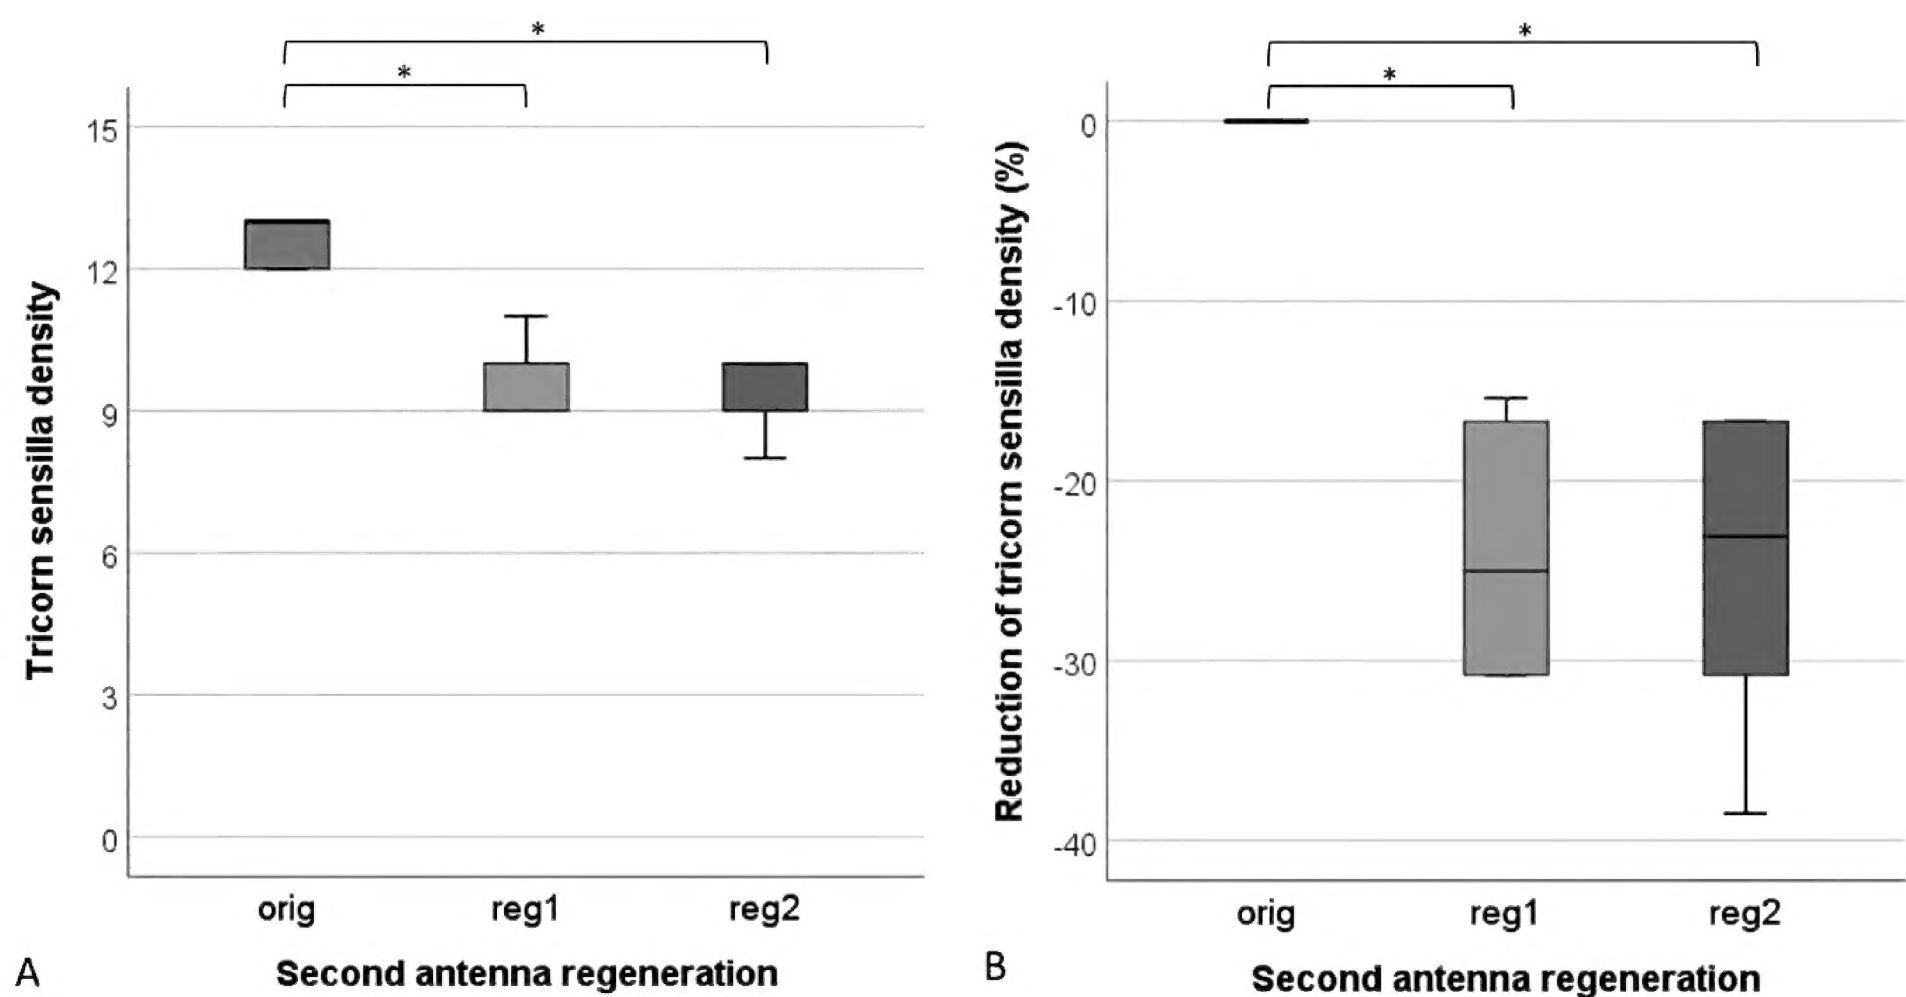 *
*
15
12
9
6
3
0
Tricorn sensilla density
orig reg1 reg2
Second antenna regeneration
A
*
*
0
-10
-20
-30
-40
Reduction of tricorn sensilla density (%)
orig reg1 reg2
Second antenna regeneration
B